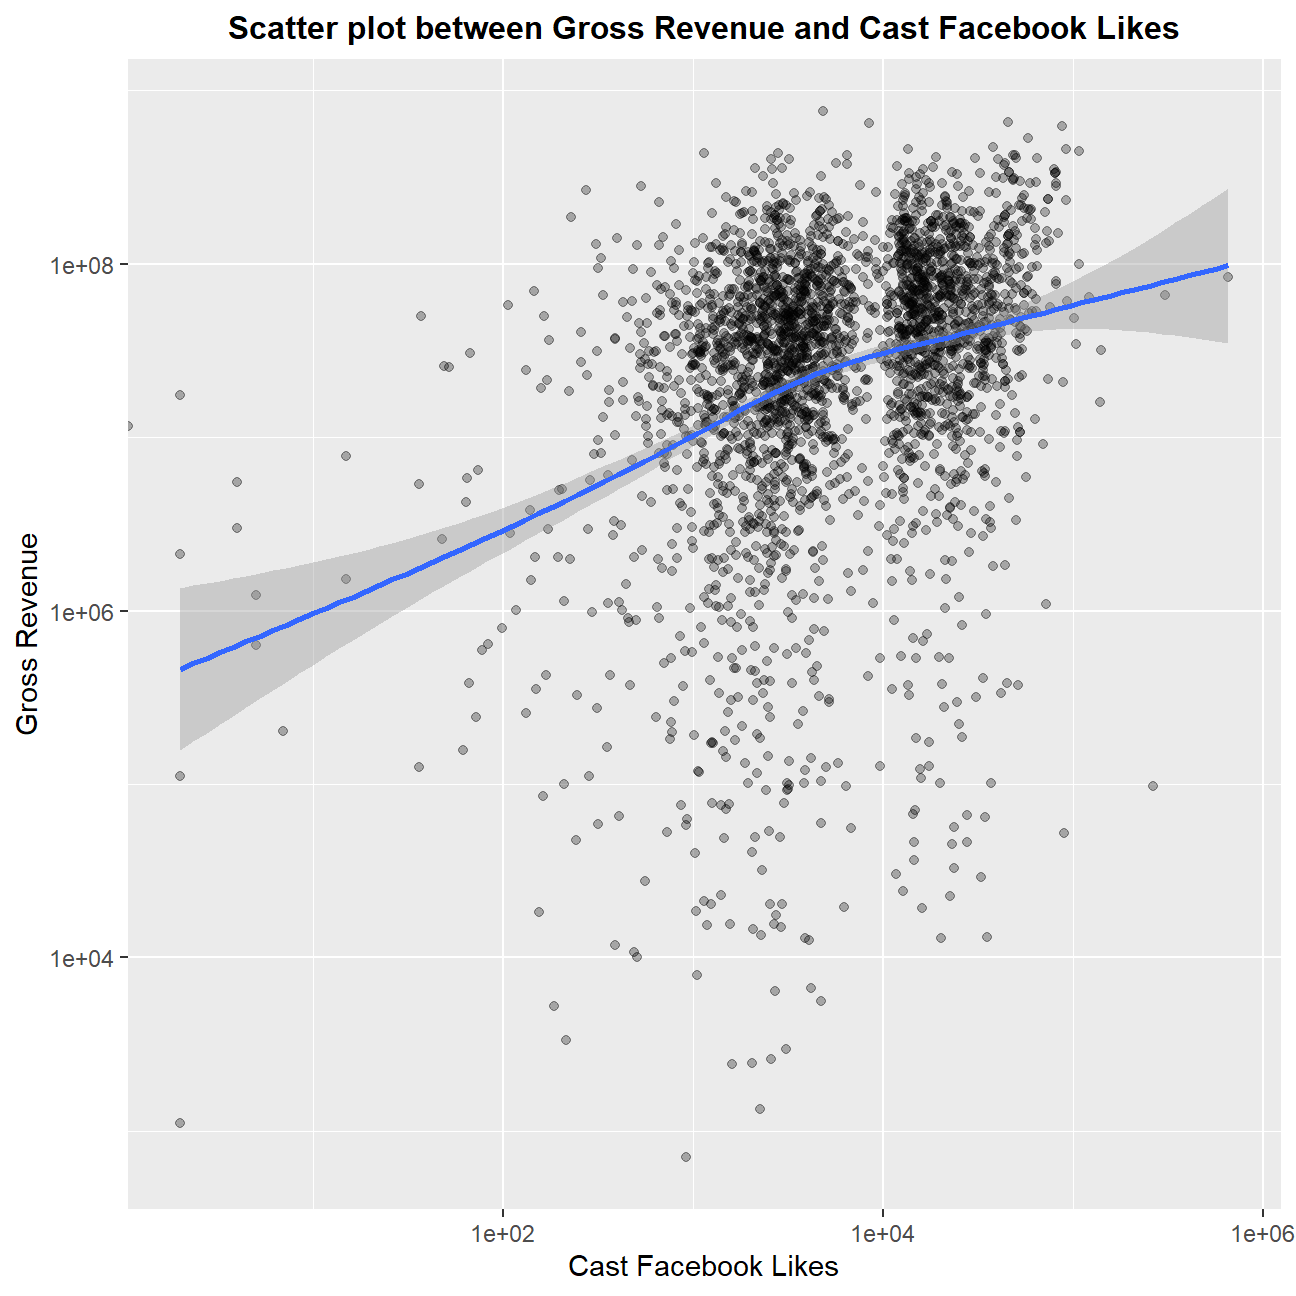 Scatter plot between Gross Revenue and Cast Facebook Likes
Gross Revenue
1e+08
1e+06
1e+04
1e+02
1e+04
1e+06
Cast Facebook Likes